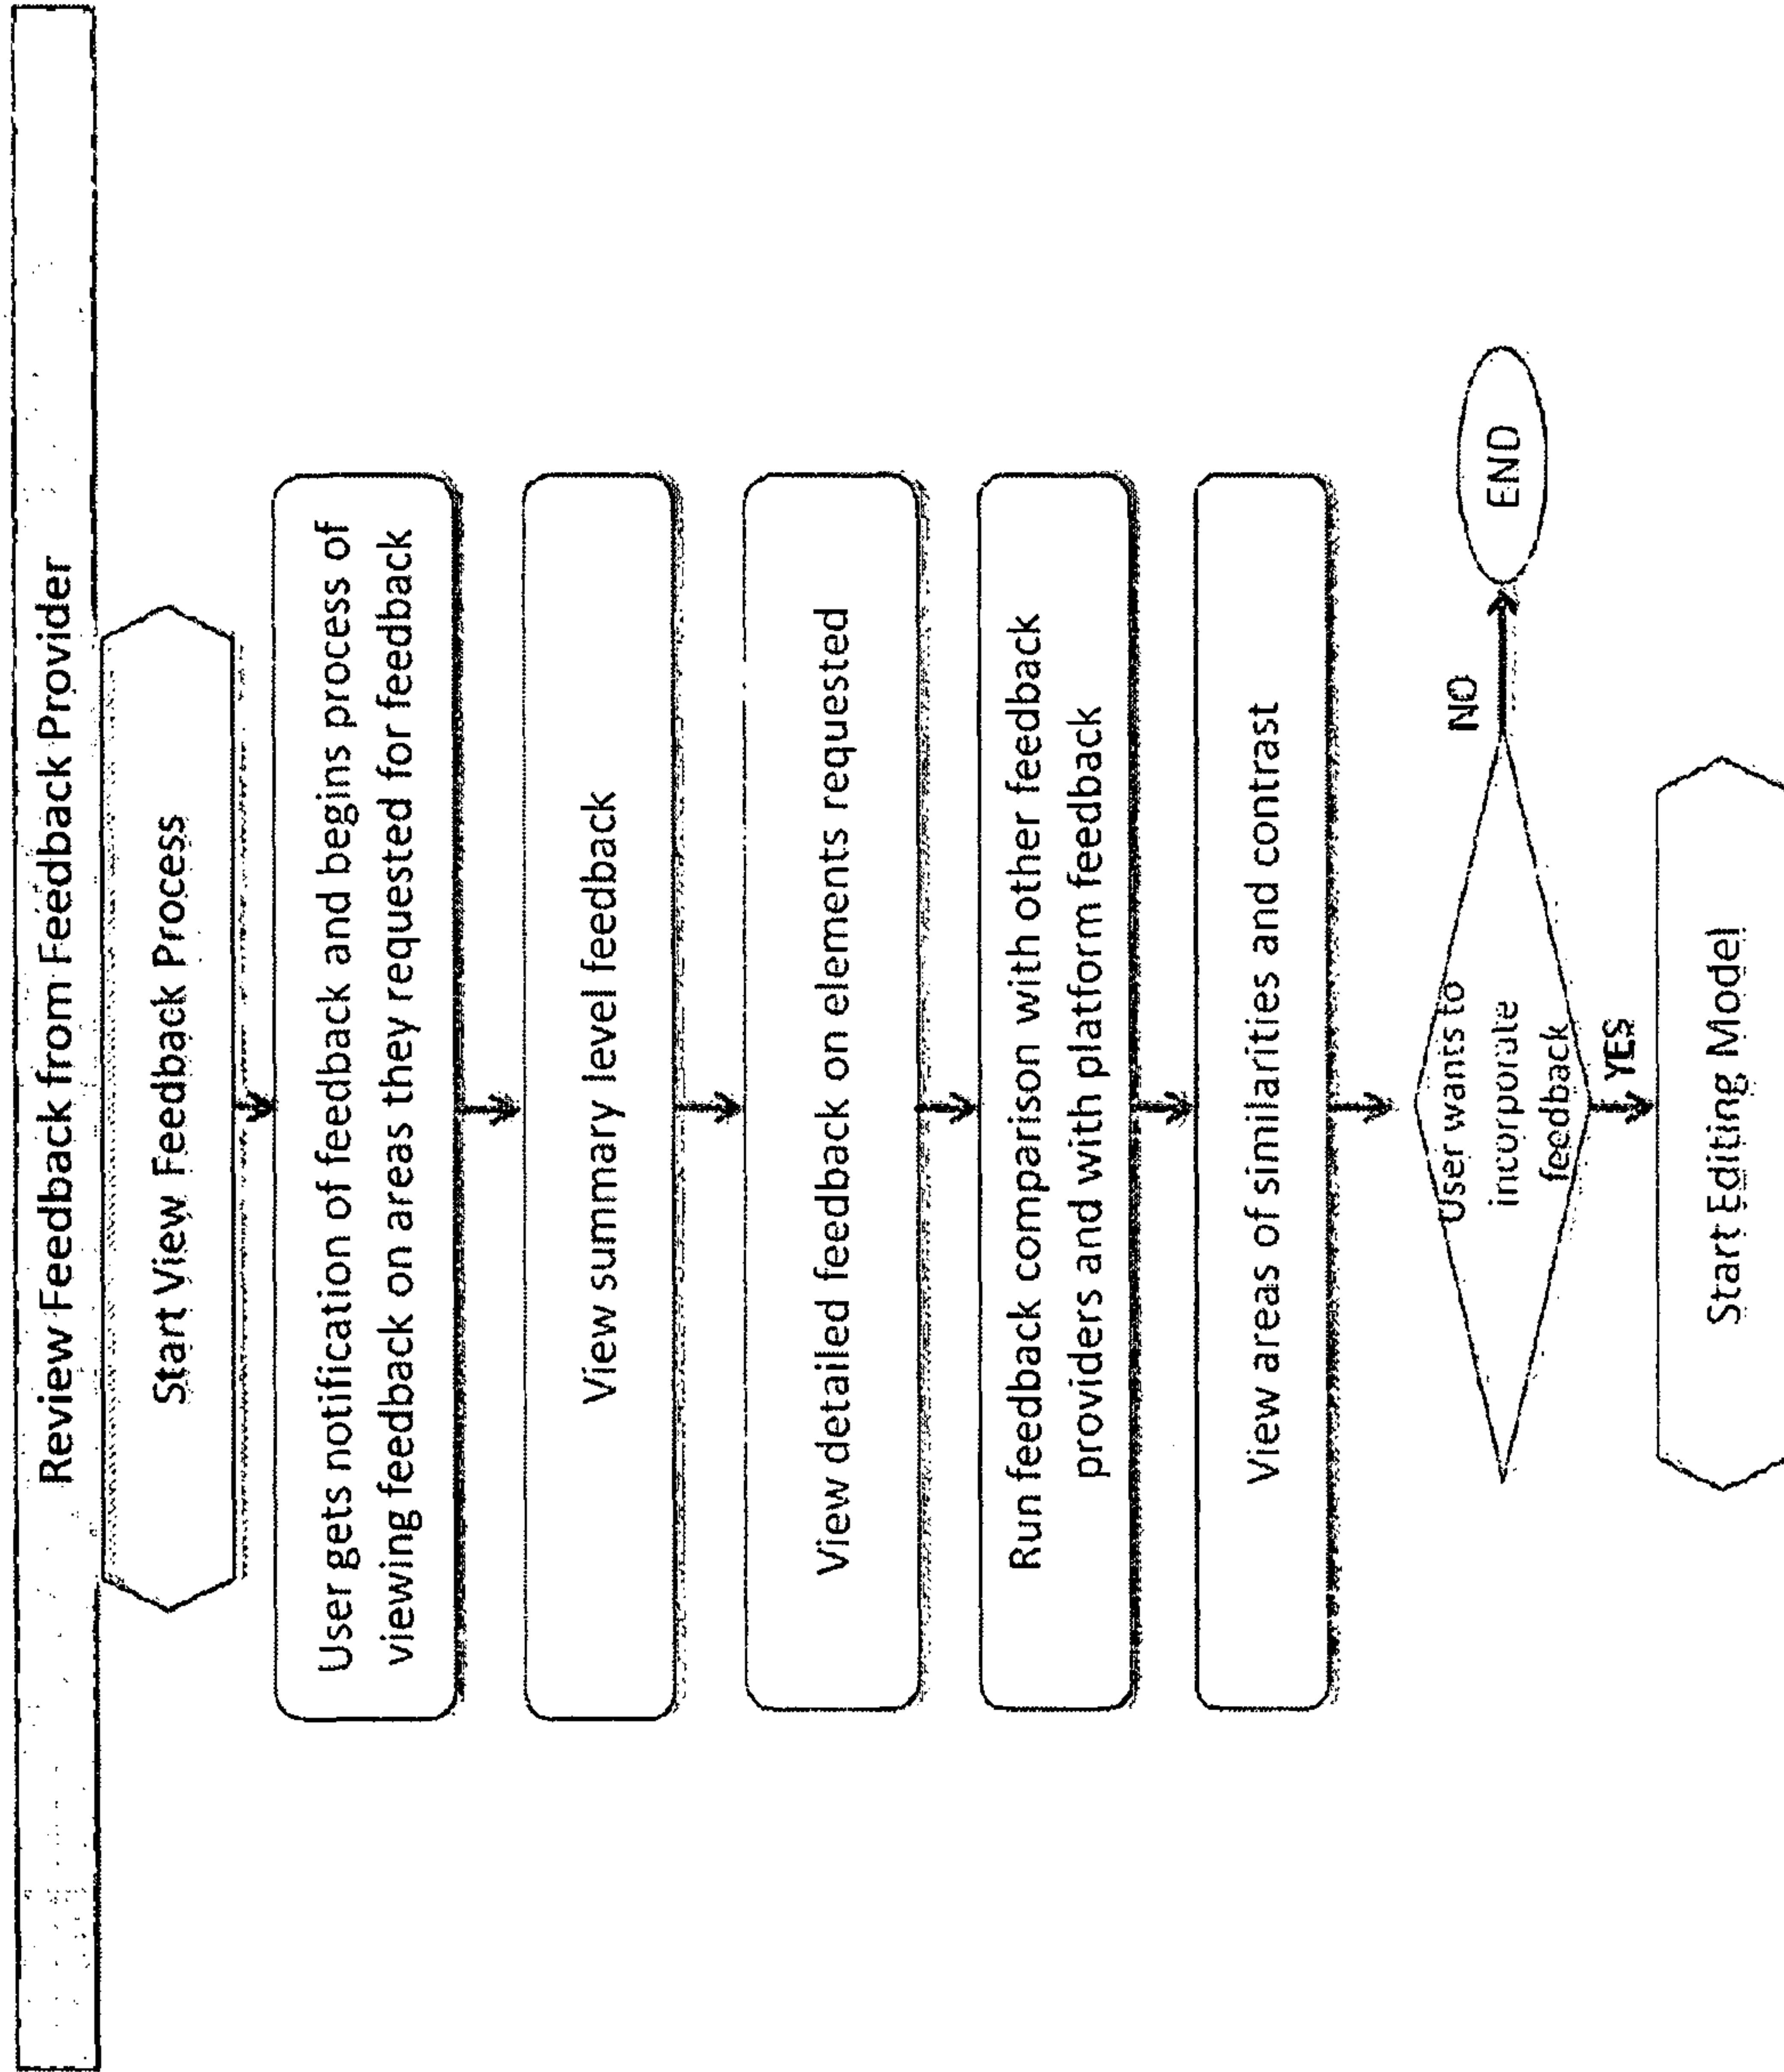 Review Feedback from Feedback Provider
Start View Feedback Process
User gets notification of feedback and begins process of
viewing feedback on areas they requested for feedback
View summary level feedback
View detailed feedback on elements requested
Run feedback comparison with other feedback
providers and with platform feedback
View areas of similarities and contrast
User wants to
incorporate
feedback
NO
END
YES
Start Editing Model